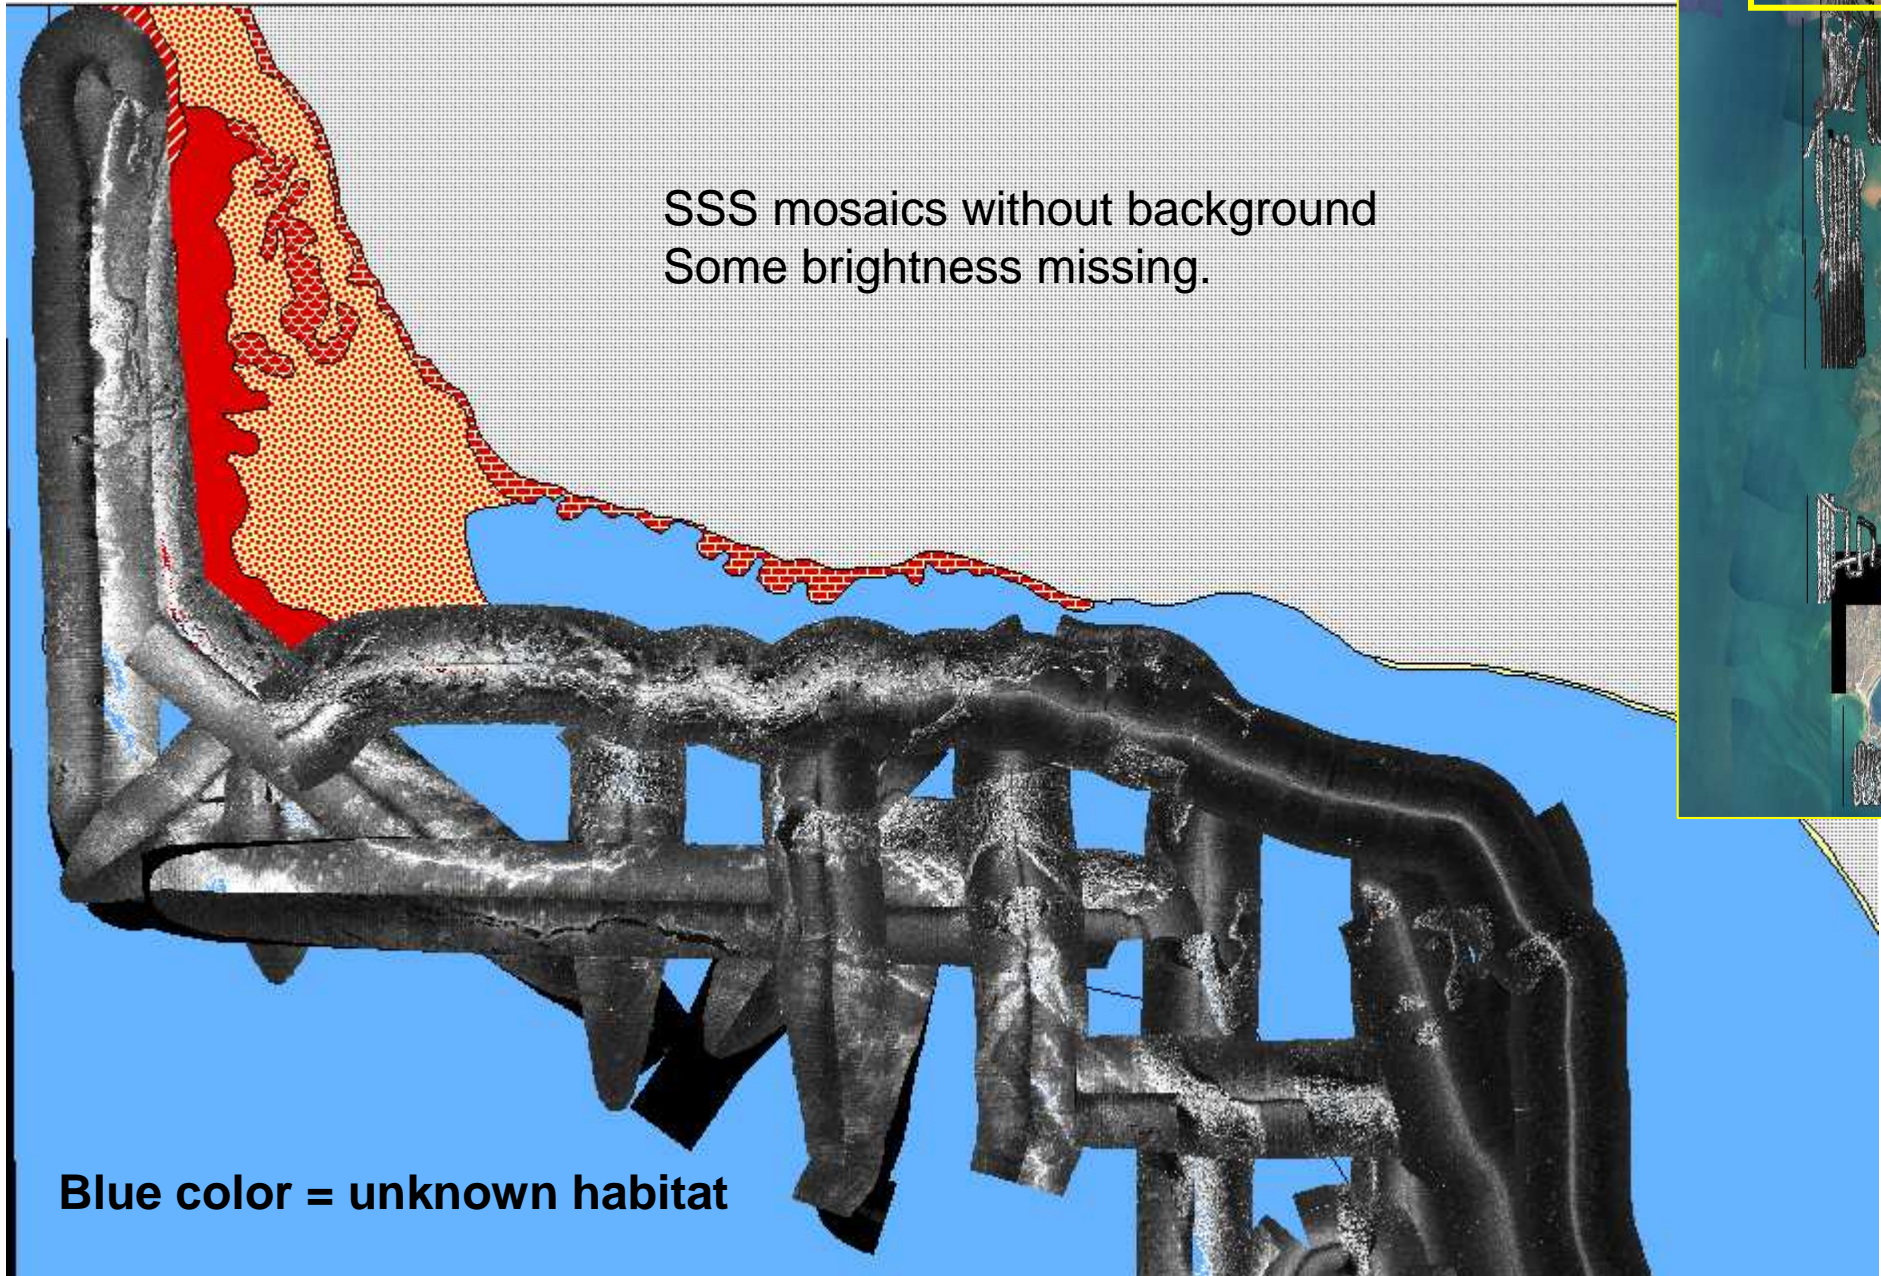 SSS mosaics without background
Some brightness missing.
Blue color = unknown habitat